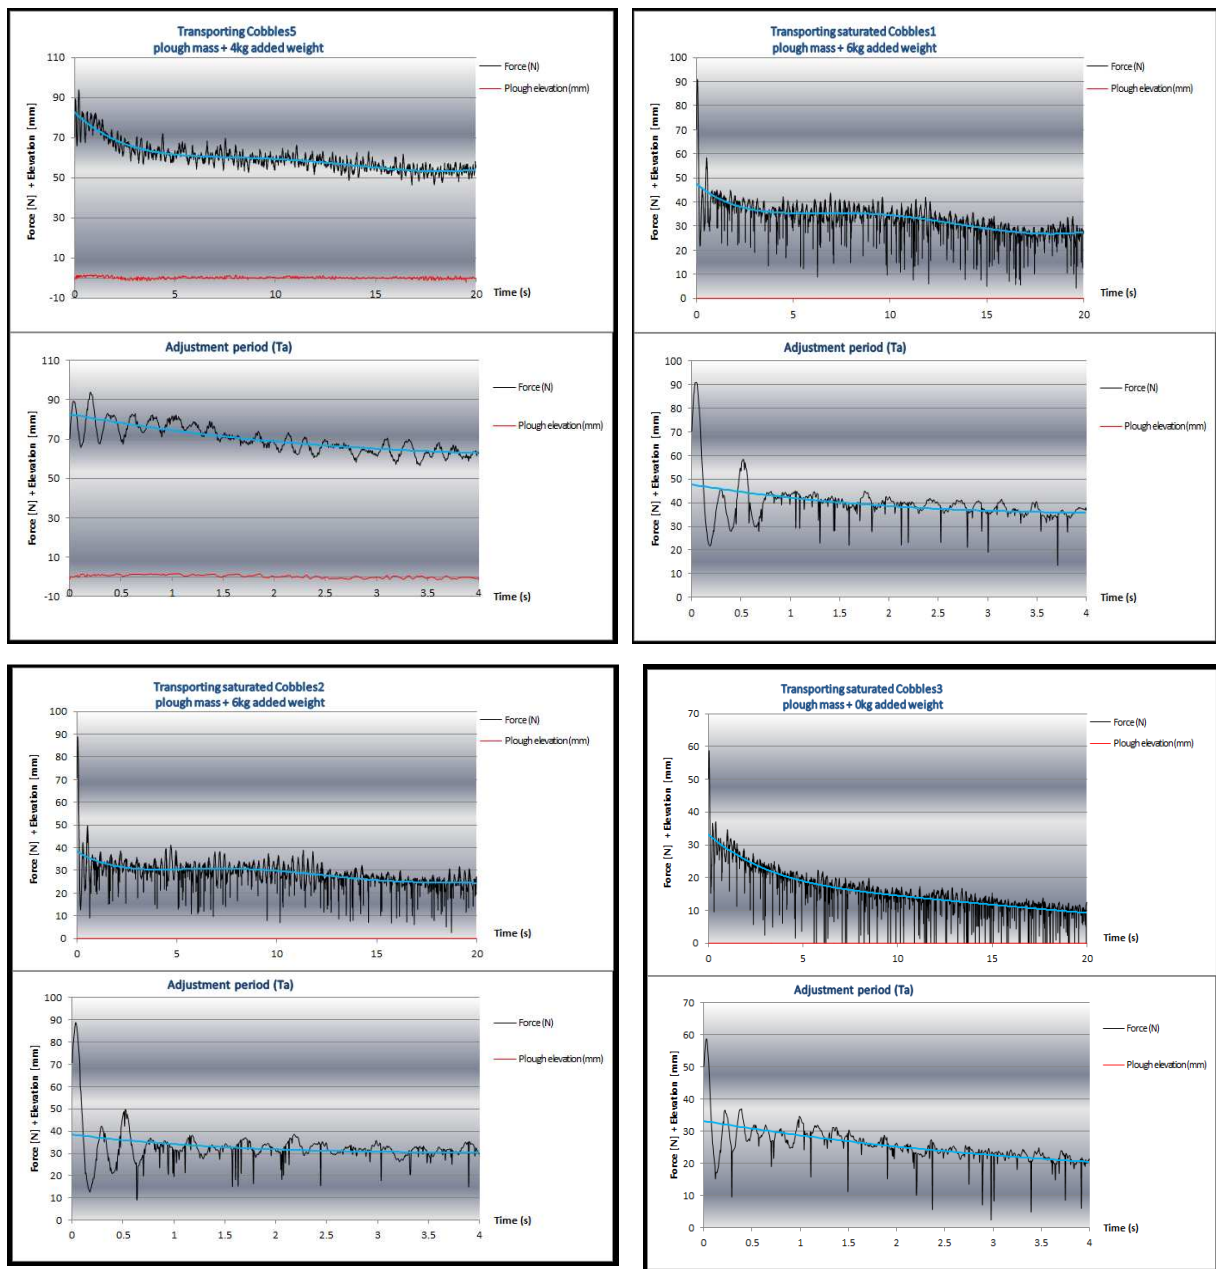 Transporting Cobbles5
plough mass + 4kg added weight
Force (N)
Plough elevation (mm)
Force [N] + Elevation [mm]
110
90
70
50
30
10
-10
0
5
10
15
20
Time (s)
Adjustment period (Ta)
Force (N)
Plough elevation (mm)
Force [N] + Elevation [mm]
110
90
70
50
30
10
-10
0
0.5
1
1.5
2
2.5
3
3.5
4
Time (s)
Transporting saturated Cobbles1
plough mass + 6kg added weight
Force (N)
Plough elevation (mm)
Force [N] + Elevation [mm]
100
90
80
70
60
50
40
30
20
10
0
0
5
10
15
20
Time (s)
Adjustment period (Ta)
Force (N)
Plough elevation (mm)
Force [N] + Elevation [mm]
100
90
80
70
60
50
40
30
20
10
0
0
0.5
1
1.5
2
2.5
3
3.5
4
Time (s)
Transporting saturated Cobbles2
plough mass + 6kg added weight
Force (N)
Plough elevation (mm)
Force [N] + Elevation [mm]
100
90
80
70
60
50
40
30
20
10
0
0
5
10
15
20
Time (s)
Adjustment period (Ta)
Force (N)
Plough elevation (mm)
Force [N] + Elevation [mm]
100
90
80
70
60
50
40
30
20
10
0
0
0.5
1
1.5
2
2.5
3
3.5
4
Time (s)
Transporting saturated Cobbles3
plough mass + 0kg added weight
Force (N)
Plough elevation (mm)
Force [N] + Elevation [mm]
70
60
50
40
30
20
10
0
0
5
10
15
20
Time (s)
Adjustment period (Ta)
Force (N)
Plough elevation (mm)
Force [N] + Elevation [mm]
70
60
50
40
30
20
10
0
0
0.5
1
1.5
2
2.5
3
3.5
4
Time (s)